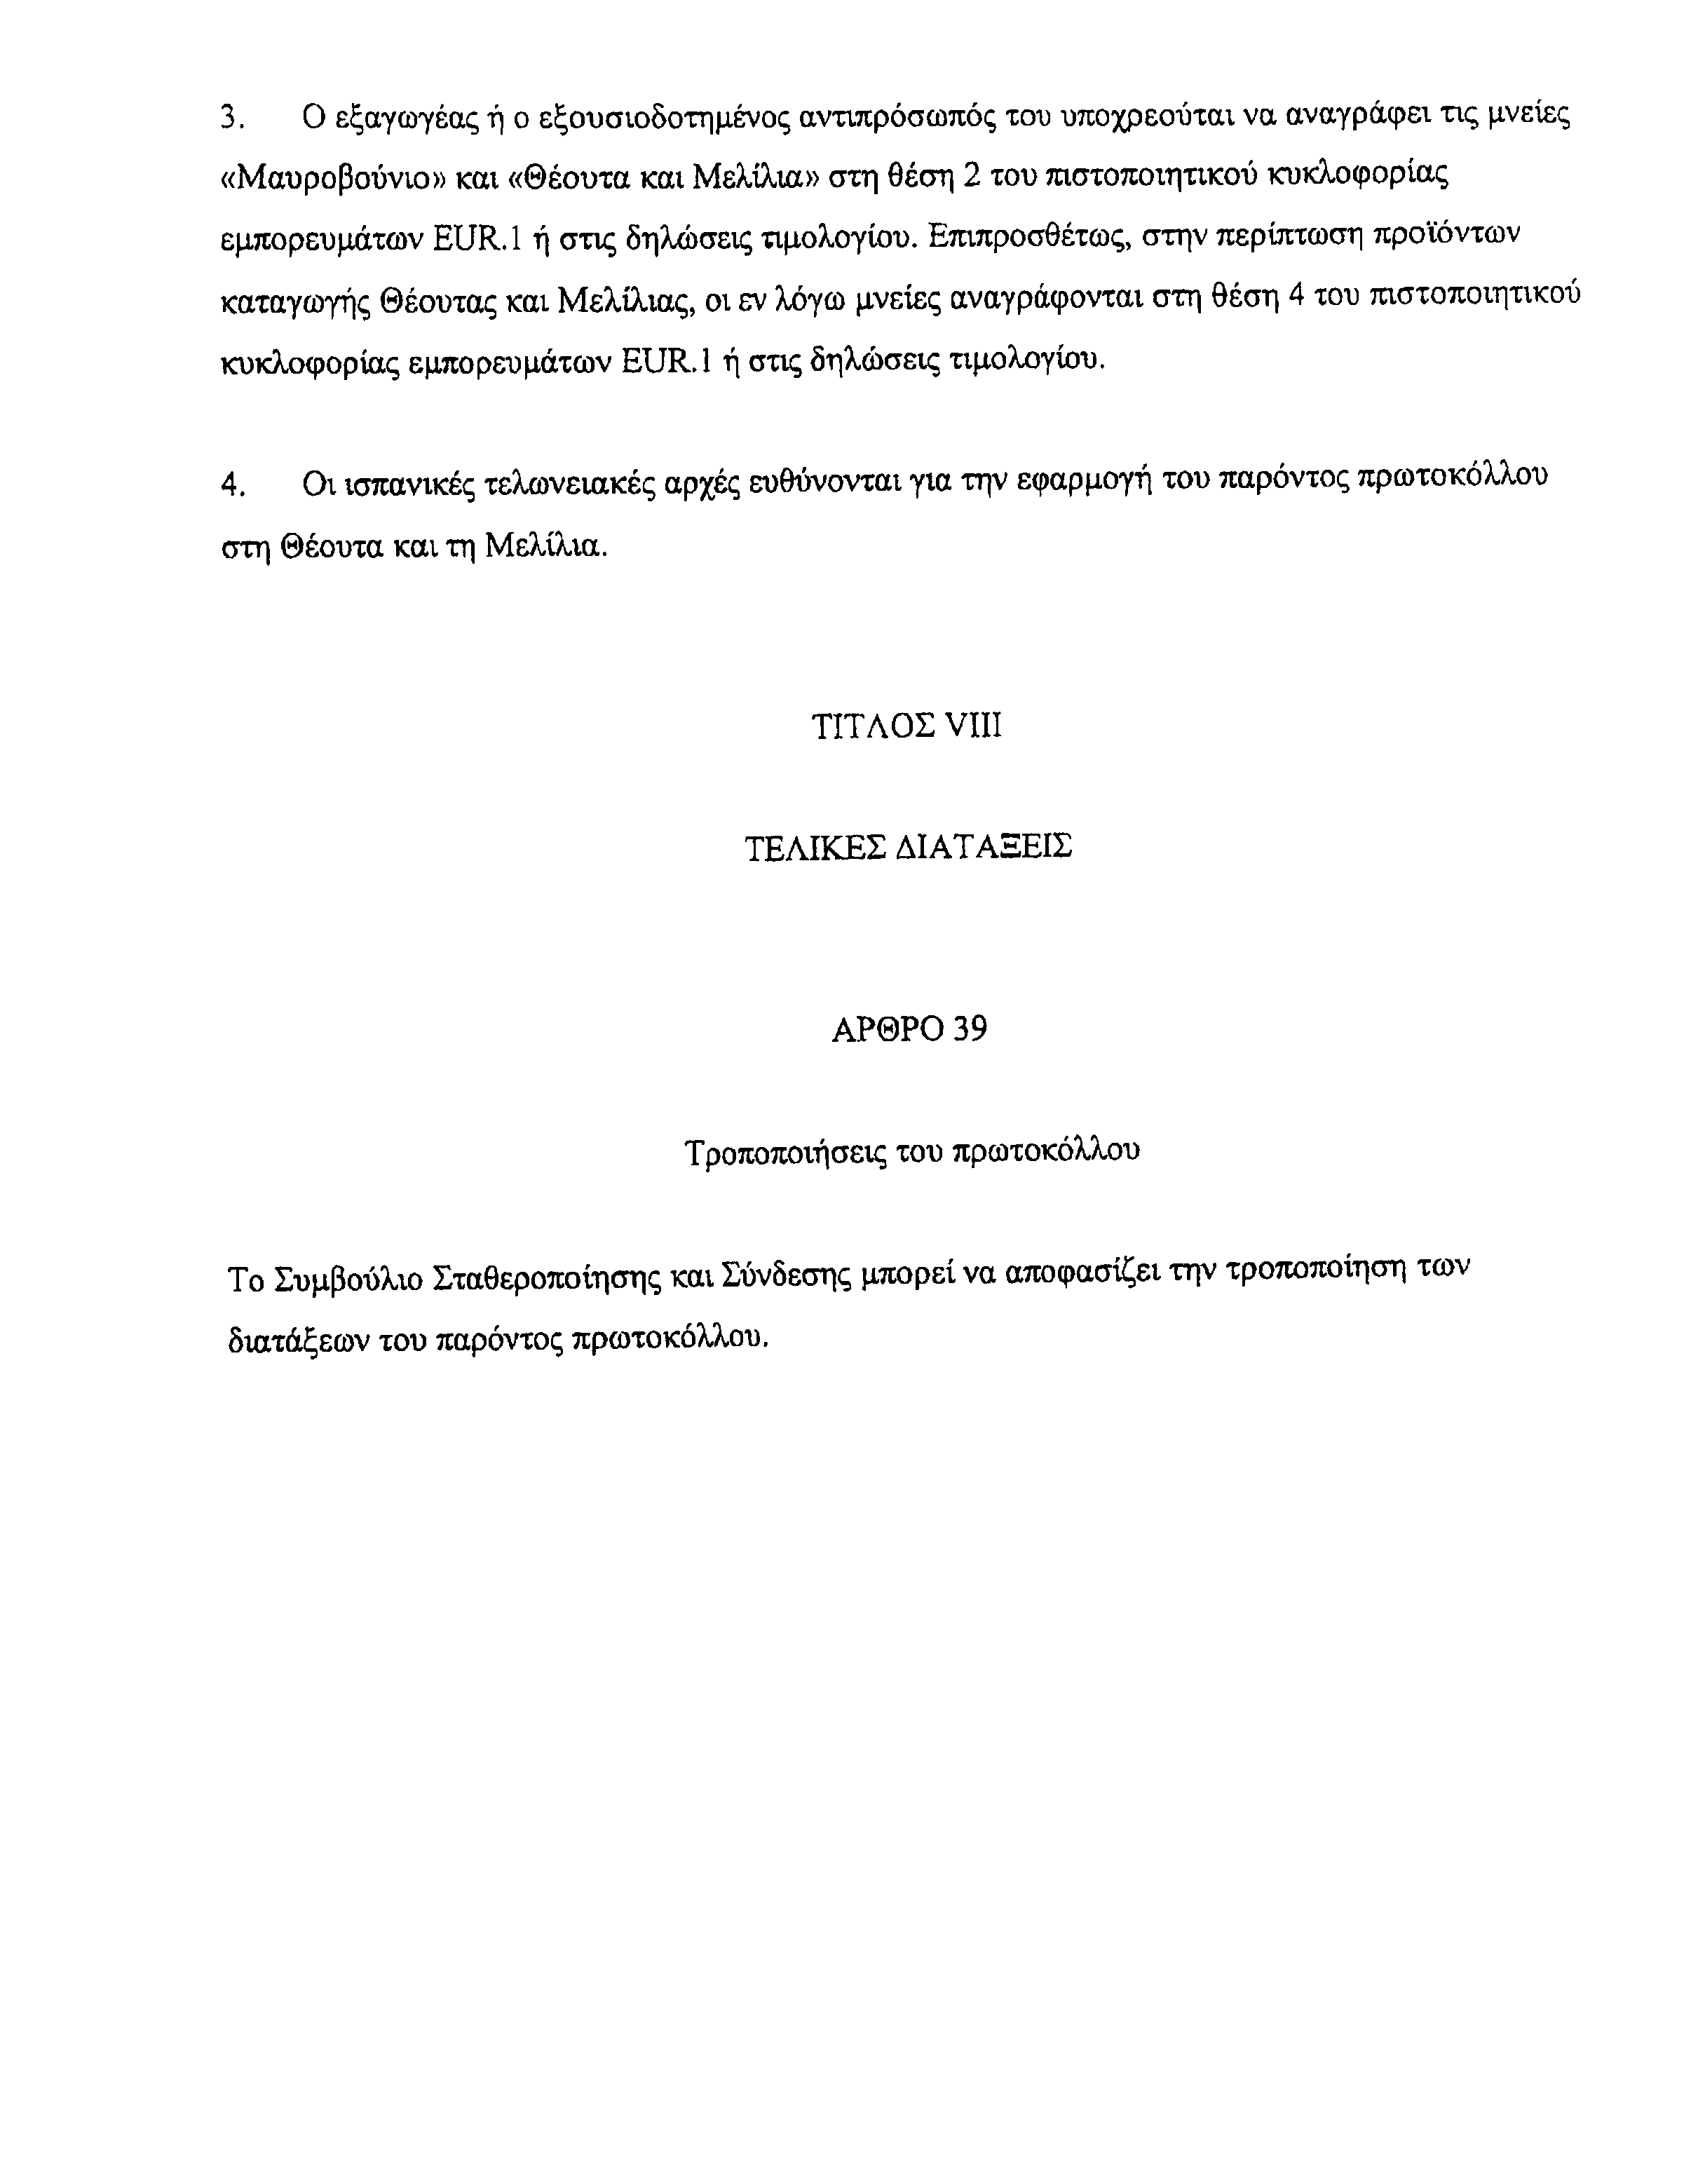 3. Ο εξαγωγέας ή ο εξουσιοδοτημένος αντιπρόσωπός του υποχρεούται να αναγράφει τις μνείες
«Μαυροβούνιο» και «Θέουτα και Μελίλια» στη θέση 2 του πιστοποιητικού κυκλοφορίας
εμπορευμάτων EUR.1 ή στις δηλώσεις τιμολογίου. Επιπροσθέτως, στην περίπτωση προϊόντων
καταγωγής Θέουτας και Μελίλιας, οι εν λόγω μνείες αναγράφονται στη θέση 4 του πιστοποιητικού
κυκλοφορίας εμπορευμάτων EUR.1 ή στις δηλώσεις τιμολογίου.
4. Οι ισπανικές τελωνειακές αρχές ευθύνονται για την εφαρμογή του παρόντος πρωτοκόλλου
στη Θέουτα και τη Μελίλια.
ΤΙΤΛΟΣ VIII
ΤΕΛΙΚΕΣ ΔΙΑΤΑΞΕΙΣ
ΑΡΘΡΟ 39
Τροποποιήσεις του πρωτοκόλλου
Το Συμβούλιο Σταθεροποίησης και Σύνδεσης μπορεί να αποφασίζει την τροποποίηση των
διατάξεων του παρόντος πρωτοκόλλου.